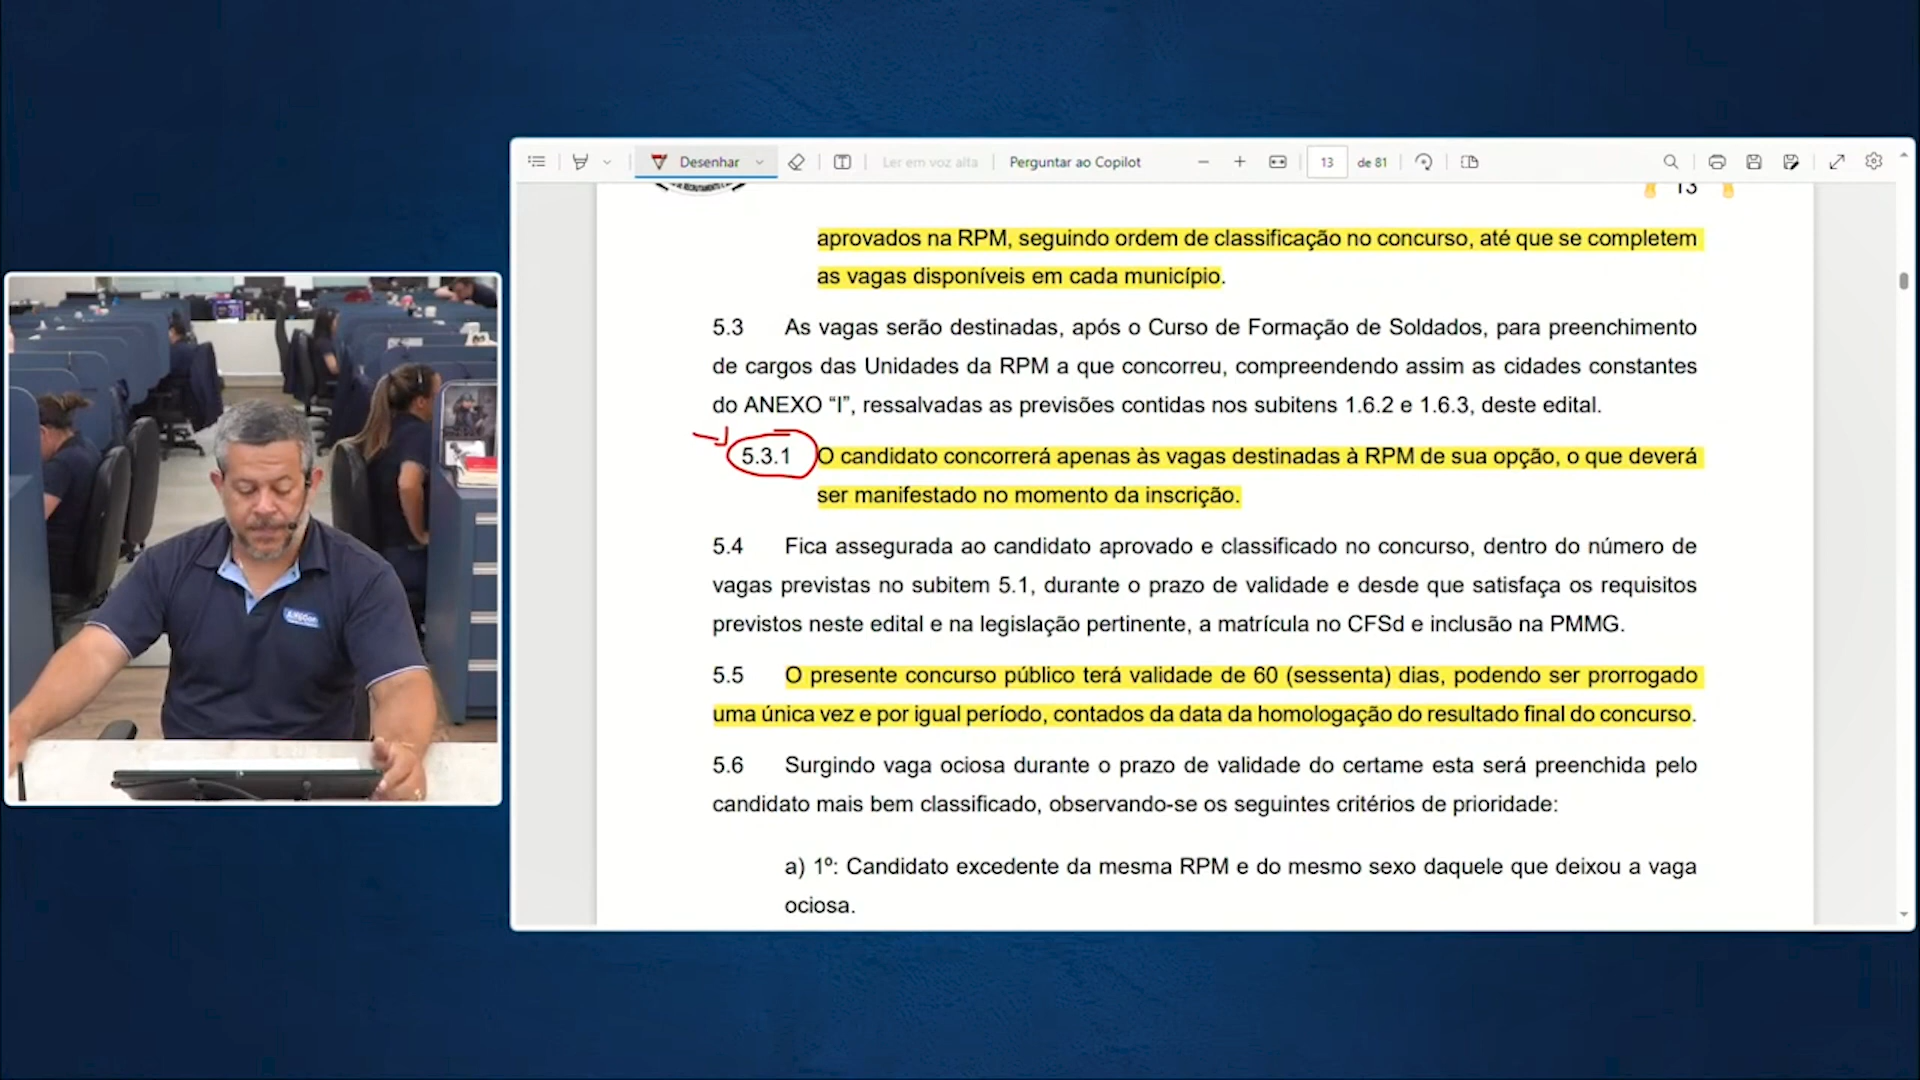 Desenhar
Ler em voz alta
Perguntar ao Copilot
13
de 81
13
aprovados na RPM, seguindo ordem de classificação no concurso, até que se completem
as vagas disponíveis em cada município.
5.3 As vagas serão destinadas, após o Curso de Formação de Soldados, para preenchimento
de cargos das Unidades da RPM a que concorreu, compreendendo assim as cidades constantes
do ANEXO “I”, ressalvadas as previsões contidas nos subitens 1.6.2 e 1.6.3, deste edital.
5.3.1 O candidato concorrerá apenas às vagas destinadas à RPM de sua opção, o que deverá
ser manifestado no momento da inscrição.
5.4 Fica assegurada ao candidato aprovado e classificado no concurso, dentro do número de
vagas previstas no subitem 5.1, durante o prazo de validade e desde que satisfaça os requisitos
previstos neste edital e na legislação pertinente, a matrícula no CFSd e inclusão na PMMG.
5.5 O presente concurso público terá validade de 60 (sessenta) dias, podendo ser prorrogado
uma única vez e por igual período, contados da data da homologação do resultado final do concurso.
5.6 Surgindo vaga ociosa durante o prazo de validade do certame esta será preenchida pelo
candidato mais bem classificado, observando-se os seguintes critérios de prioridade:
a) 1º: Candidato excedente da mesma RPM e do mesmo sexo daquele que deixou a vaga
ociosa.